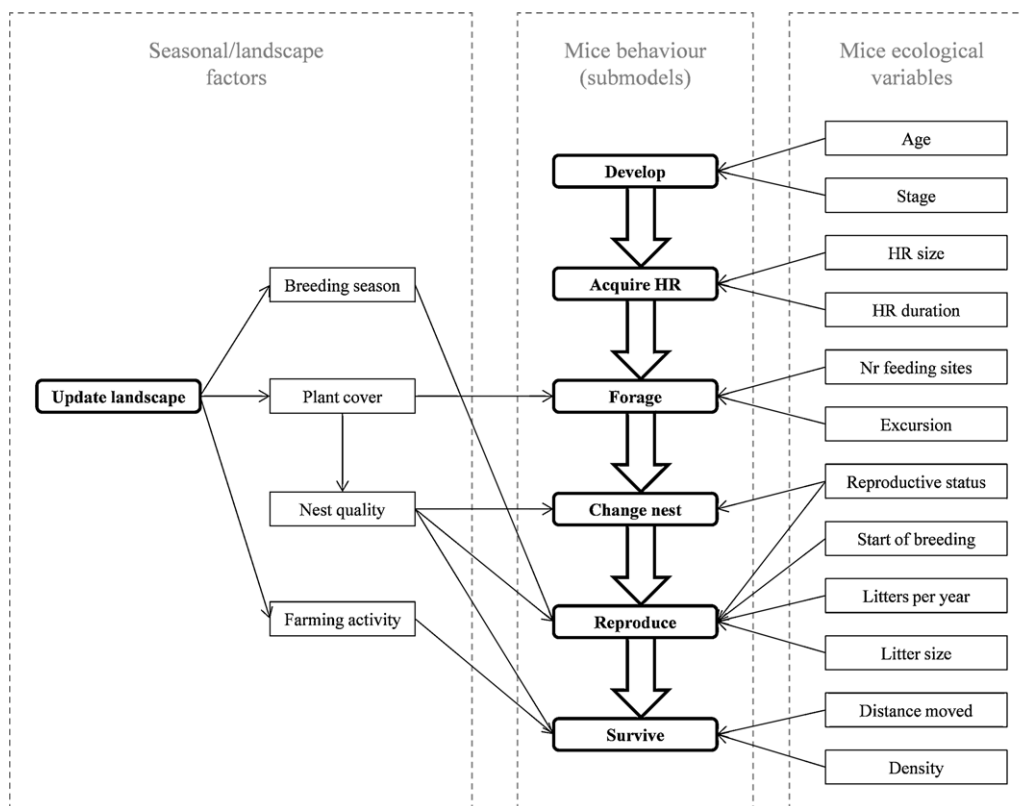 Seasonal/landscape
factors
Update landscape
Breeding season
Plant cover
Nest quality
Farming activity
Mice behaviour
(submodels)
Develop
Acquire HR
Forage
Change nest
Reproduce
Survive
Mice ecological
variables
Age
Stage
HR size
HR duration
Nr feeding sites
Excursion
Reproductive status
Start of breeding
Litters per year
Litter size
Distance moved
Density